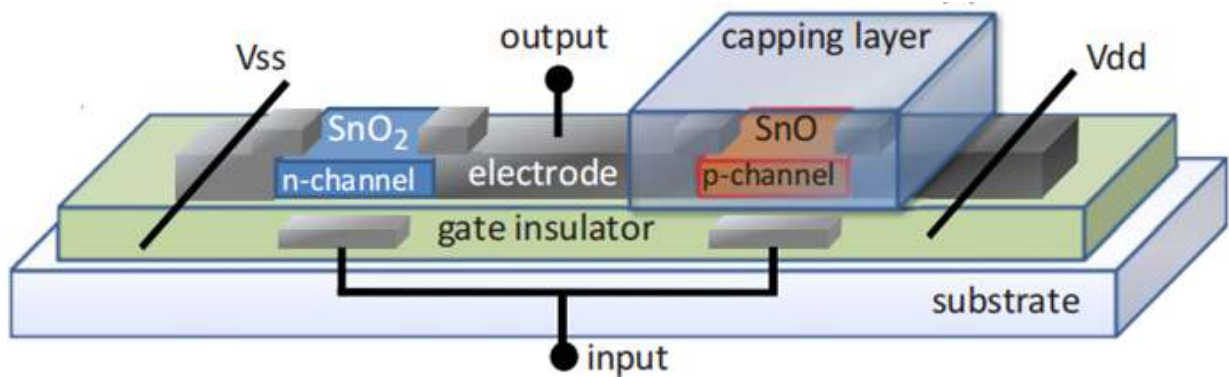 output
capping layer
Vss
Vdd
SnO₂
SnO
n-channel
electrode
p-channel
gate insulator
substrate
input